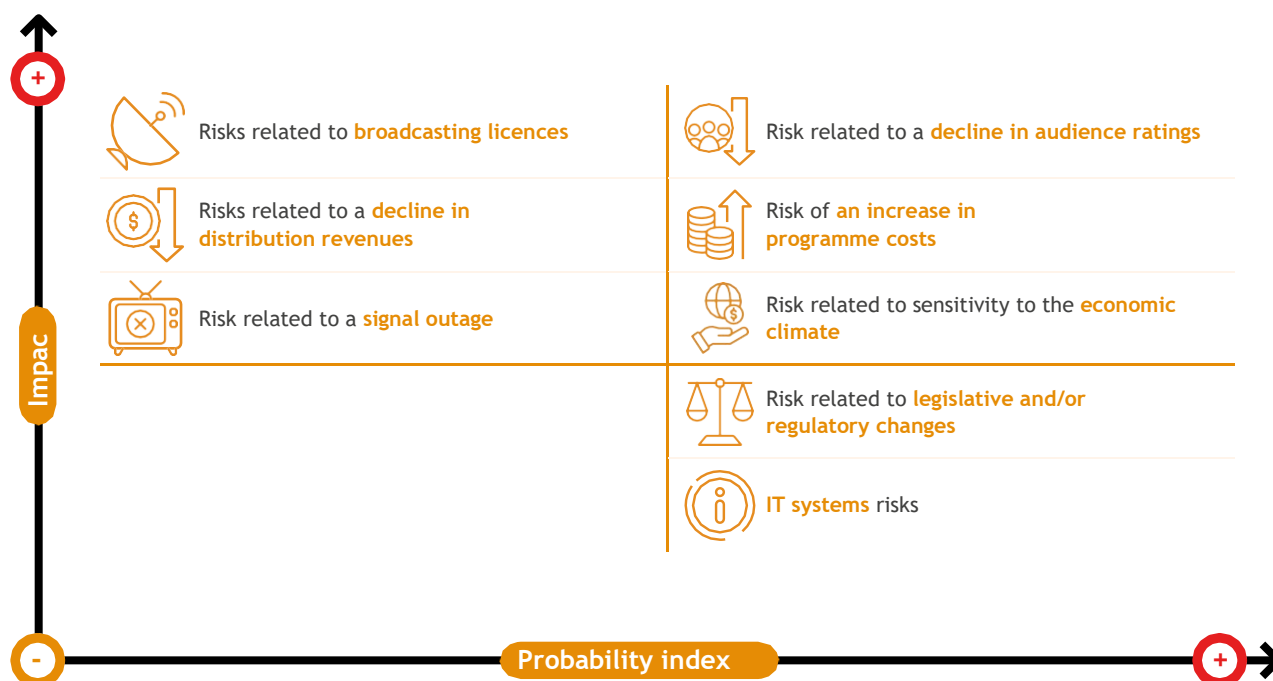 +
Risks related to broadcasting licences
Risk related to a decline in audience ratings
Risks related to a decline in
distribution revenues
$
Risk of an increase in
programme costs
Risk related to a signal outage
Risk related to sensitivity to the economic
climate
$
Impac
Risk related to legislative and/or
regulatory changes
IT systems risks
i
-
Probability index
+